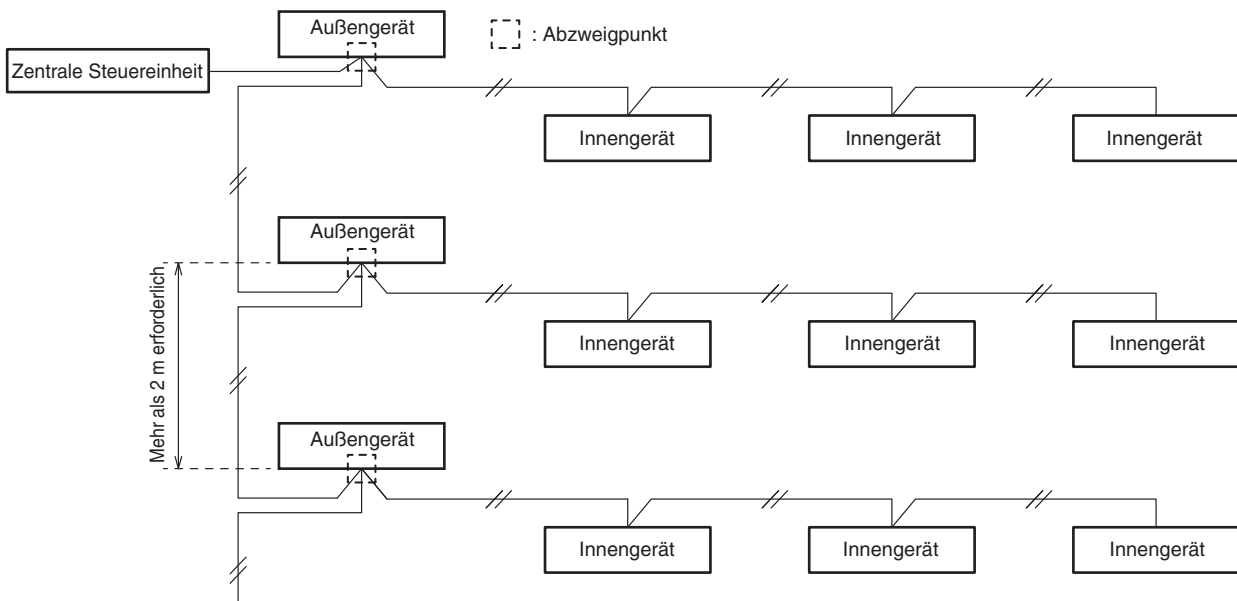 Außengerät
: Abzweigpunkt
Zentrale Steuereinheit
Innengerät
Innengerät
Innengerät
Außengerät
Innengerät
Innengerät
Innengerät
Mehr als 2 m erforderlich
Außengerät
Innengerät
Innengerät
Innengerät